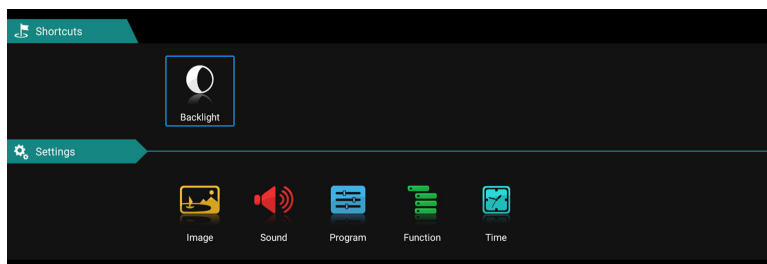 Shortcuts
Backlight
Settings
Image Sound Program Function Time